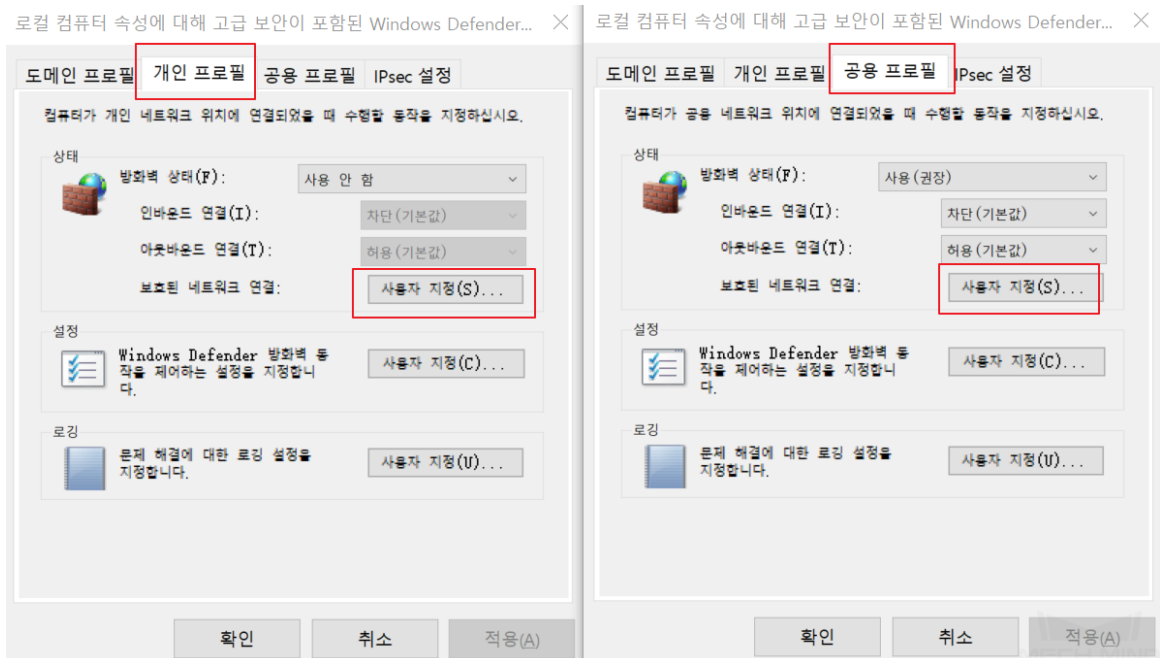 로컬 컴퓨터 속성에 대해 고급 보안이 포함된 Windows Defender...
도메인 프로필 개인 프로필 공용 프로필 IPsec 설정
컴퓨터가 개인 네트워크 위치에 연결되었을 때 수행할 동작을 지정하십시오.
상태
방화벽 상태(F): 사용 안 함
인바운드 연결(I): 차단(기본값)
아웃바운드 연결(T): 허용(기본값)
보호된 네트워크 연결: 사용자 지정(S)...
설정
Windows Defender 방화벽 동
작을 제어하는 설정을 지정합니
다.
사용자 지정(C)...
로깅
문제 해결에 대한 로깅 설정을
지정합니다.
사용자 지정(U)...
확인 취소 적용(A)
로컬 컴퓨터 속성에 대해 고급 보안이 포함된 Windows Defender...
도메인 프로필 개인 프로필 공용 프로필 IPsec 설정
컴퓨터가 공용 네트워크 위치에 연결되었을 때 수행할 동작을 지정하십시오.
상태
방화벽 상태(F): 사용(권장)
인바운드 연결(I): 차단(기본값)
아웃바운드 연결(T): 허용(기본값)
보호된 네트워크 연결: 사용자 지정(S)...
설정
Windows Defender 방화벽 동
작을 제어하는 설정을 지정합니
다.
사용자 지정(C)...
로깅
문제 해결에 대한 로깅 설정을
지정합니다.
사용자 지정(U)...
확인 취소 적용(A)